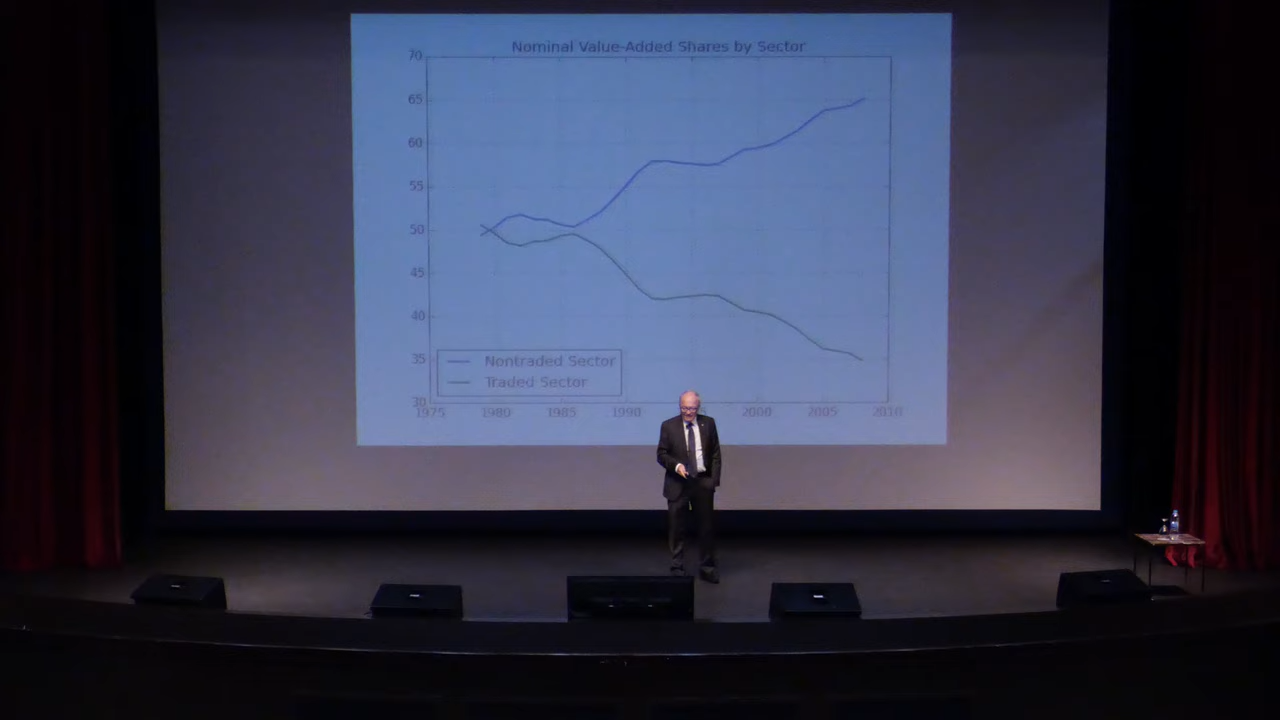 Nominal Value-Added Shares by Sector
70
65
60
55
50
45
40
35
30
Nontraded Sector
Traded Sector
1975 1980 1985 1990 2000 2005 2010